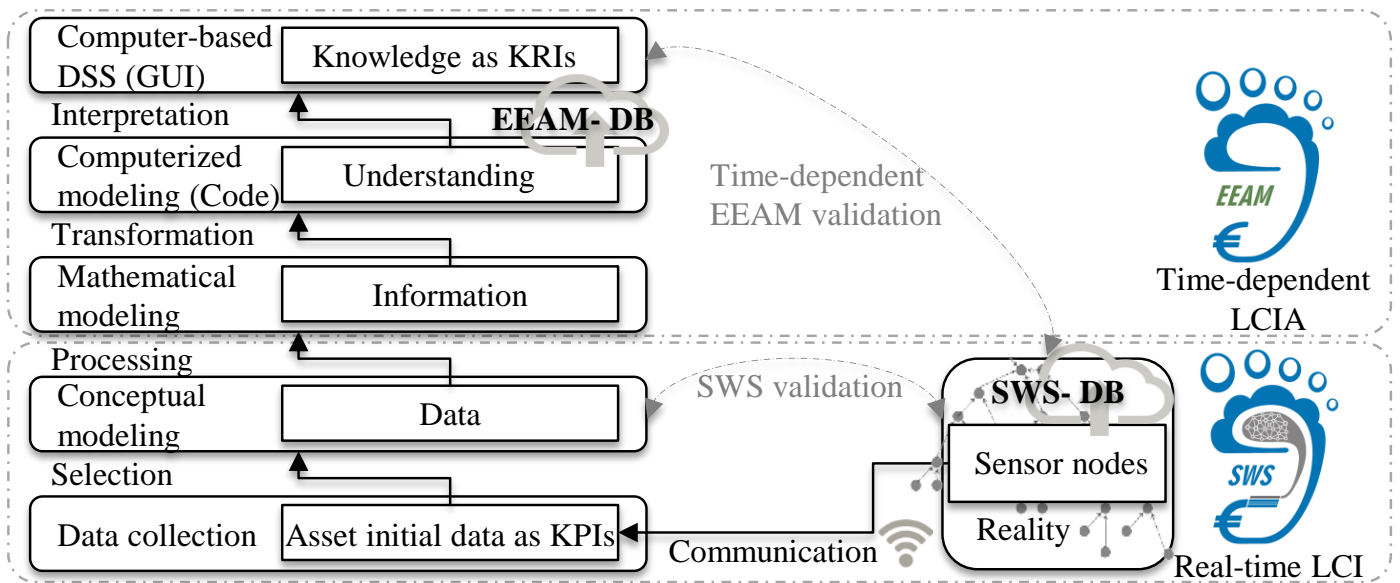 Computer-based
DSS (GUI)
Knowledge as KRIs
Interpretation
EEAM- DB
Computerized
modeling (Code)
Understanding
Transformation
Mathematical
modeling
Information
Time-dependent
EEAM validation
EEAM
€
Time-dependent
LCIA
Processing
Conceptual
modeling
Data
SWS validation
Selection
Data collection
Asset initial data as KPIs
Communication
SWS- DB
Sensor nodes
Reality
SWS
€
Real-time LCI